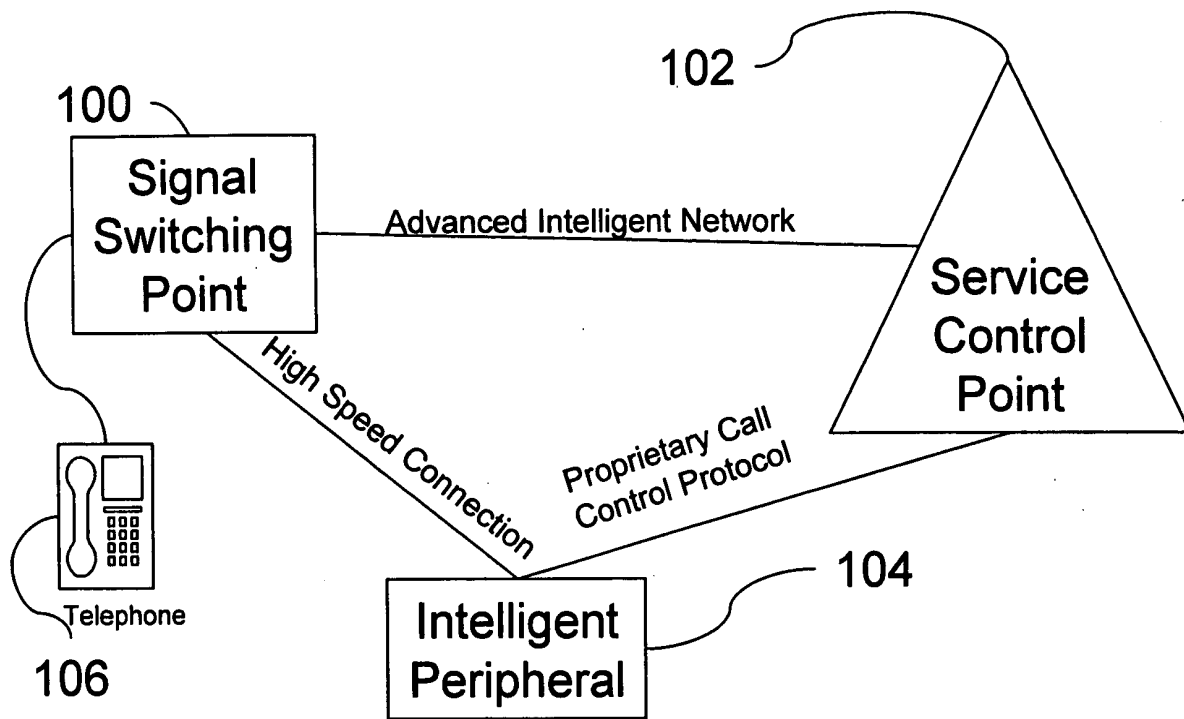 102
100
Signal
Switching
Point
Advanced Intelligent Network
Service
Control
Point
High Speed Connection
Proprietary Call
Control Protocol
104
Telephone
Intelligent
Peripheral
106